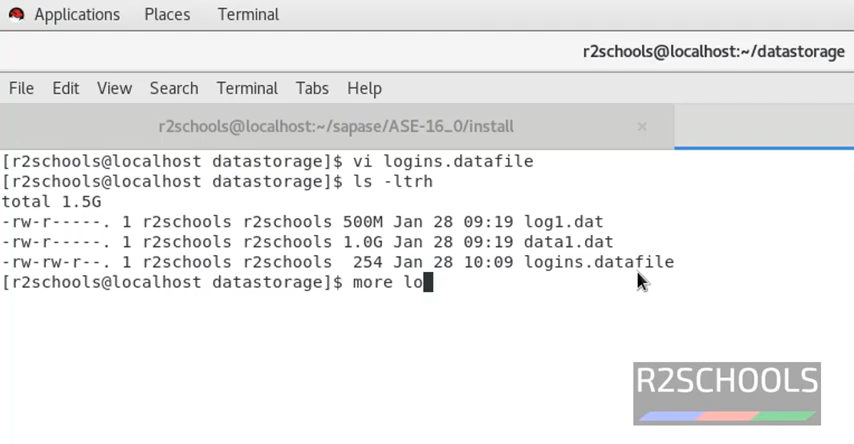 Applications Places Terminal
r2schools@localhost:~/datastorage
File Edit View Search Terminal Tabs Help
r2schools@localhost:~/sapase/ASE-16_0/install ×
[r2schools@localhost datastorage]$ vi logins.datafile
[r2schools@localhost datastorage]$ ls -ltrh
total 1.5G
-rw-r-----. 1 r2schools r2schools 500M Jan 28 09:19 log1.dat
-rw-r-----. 1 r2schools r2schools 1.0G Jan 28 09:19 data1.dat
-rw-rw-r--. 1 r2schools r2schools  254 Jan 28 10:09 logins.datafile
[r2schools@localhost datastorage]$ more lo
R2SCHOOLS